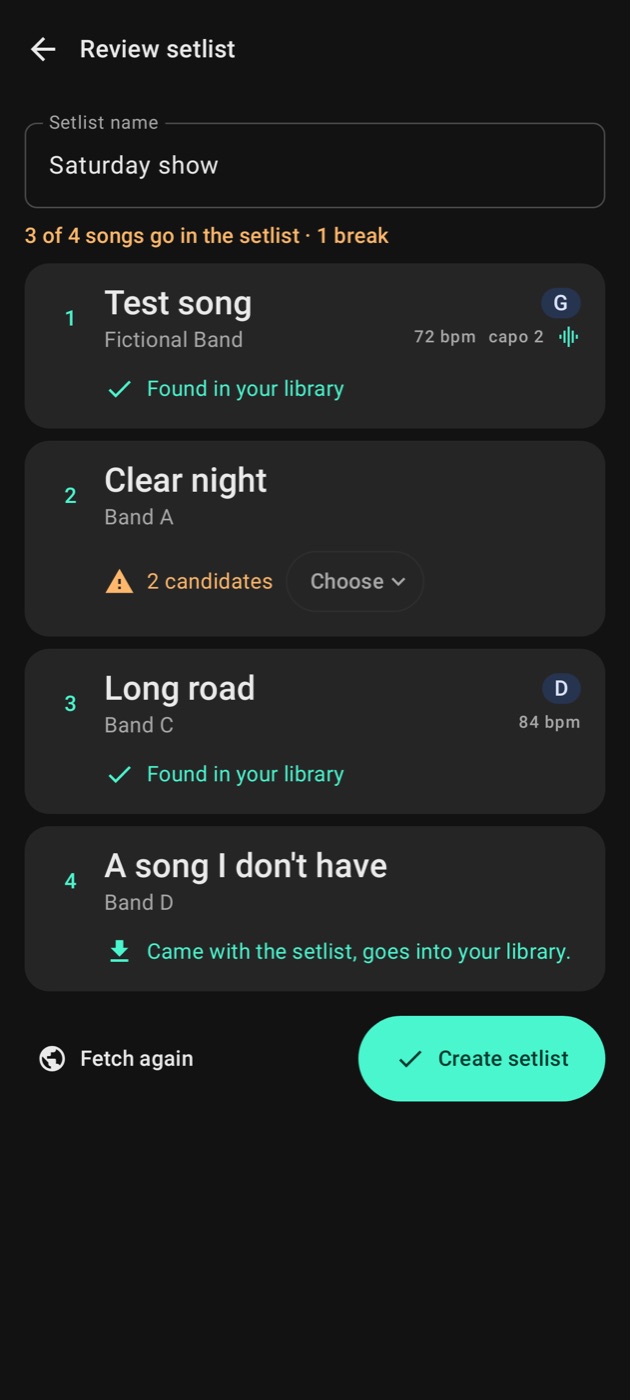 Review setlist
Setlist name
Saturday show
3 of 4 songs go in the setlist · 1 break
1
Test song
G
Fictional Band
72 bpm capo 2
Found in your library
2
Clear night
Band A
2 candidates
Choose
3
Long road
D
Band C
84 bpm
Found in your library
4
A song I don't have
Band D
Came with the setlist, goes into your library.
Fetch again
Create setlist